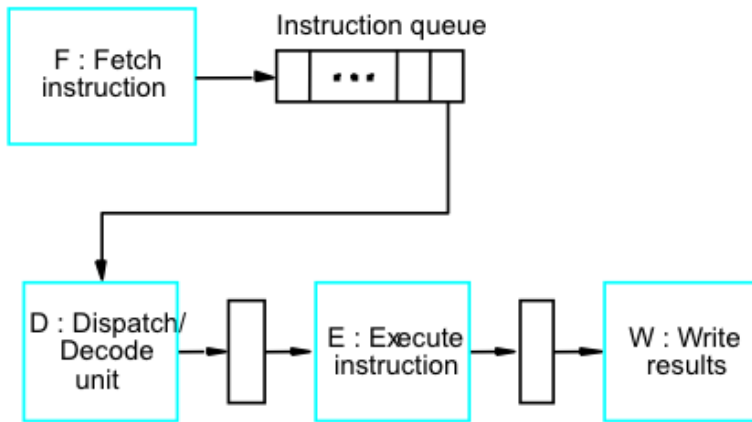 Instruction queue
F : Fetch
instruction
D : Dispatch/
Decode
unit
E : Execute
instruction
W : Write
results